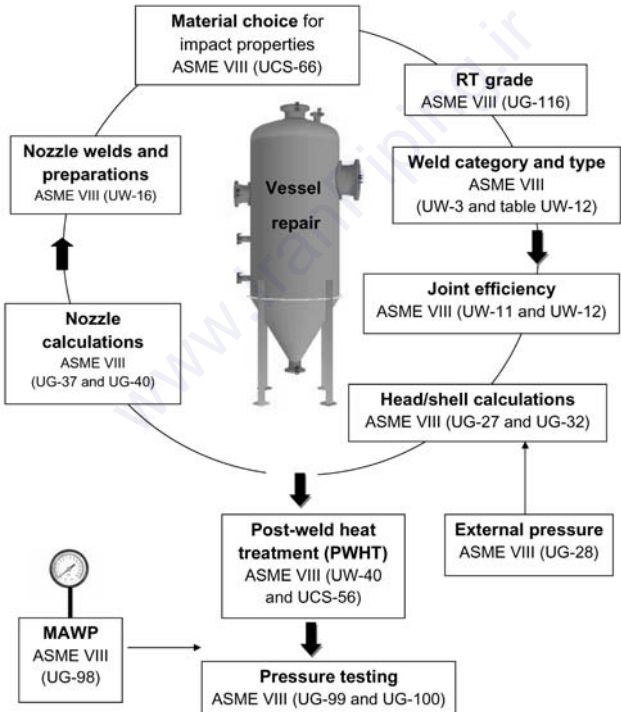 Material choice for
impact properties
ASME VIII (UCS-66)
RT grade
ASME VIII (UG-116)
Nozzle welds and
preparations
ASME VIII (UW-16)
Vessel
repair
Weld category and type
ASME VIII
(UW-3 and table UW-12)
Joint efficiency
ASME VIII (UW-11 and UW-12)
Nozzle
calculations
ASME VIII
(UG-37 and UG-40)
Head/shell calculations
ASME VIII (UG-27 and UG-32)
Post-weld heat
treatment (PWHT)
ASME VIII (UW-40
and UCS-56)
External pressure
ASME VIII (UG-28)
MAWP
ASME VIII
(UG-98)
Pressure testing
ASME VIII (UG-99 and UG-100)
www.iranpiping.ir